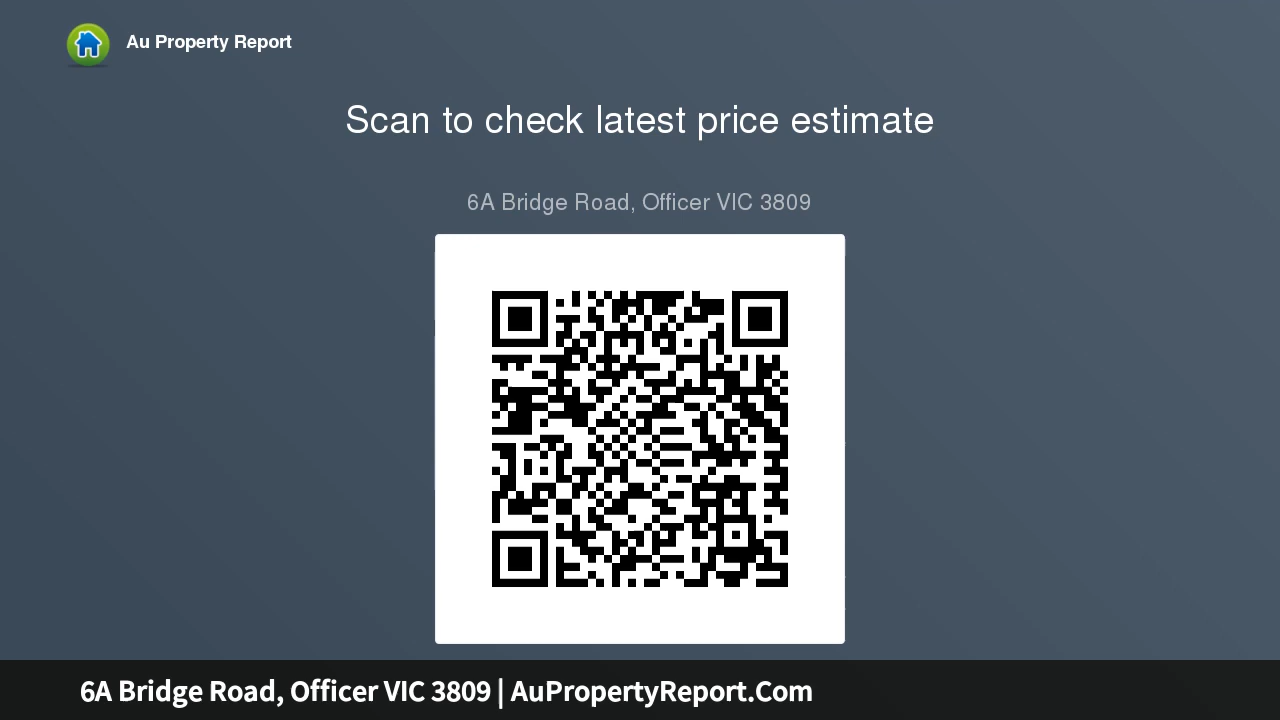 Au Property Report
Scan to check latest price estimate
6A Bridge Road, Officer VIC 3809
6A Bridge Road, Officer VIC 3809 | AuPropertyReport.Com